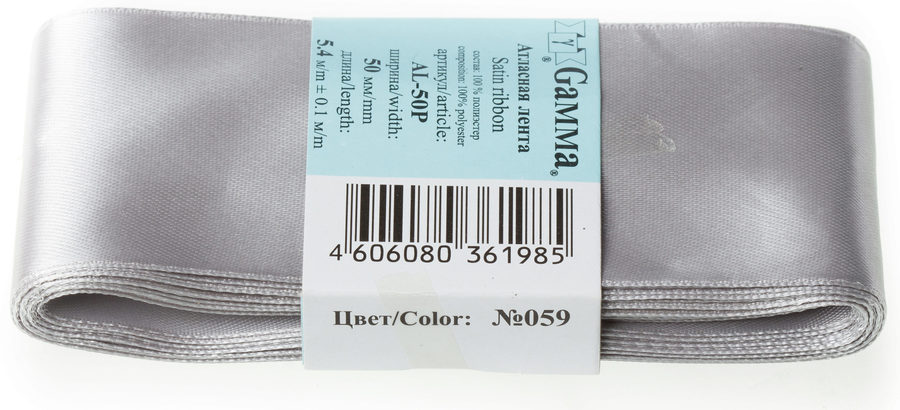 γ® Gамма®
Атласная лента
Satin ribbon
состав: 100 % полиэстер
composition: 100% polyester
артикул/article:
AL-50P
ширина/width:
50 мм/mm
длина/length:
5.4 м/m ± 0.1 м/m
4 606080 361985
Цвет/Color: №059